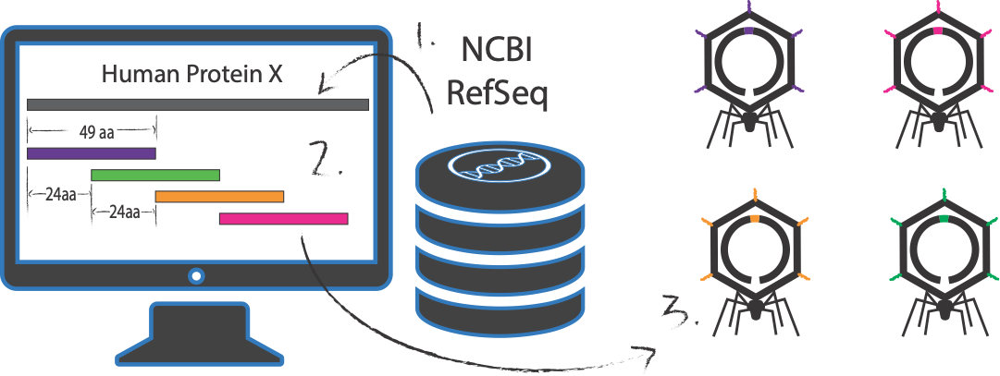 1.
NCBI
RefSeq
Human Protein X
49 aa
2.
24aa
24aa
3.